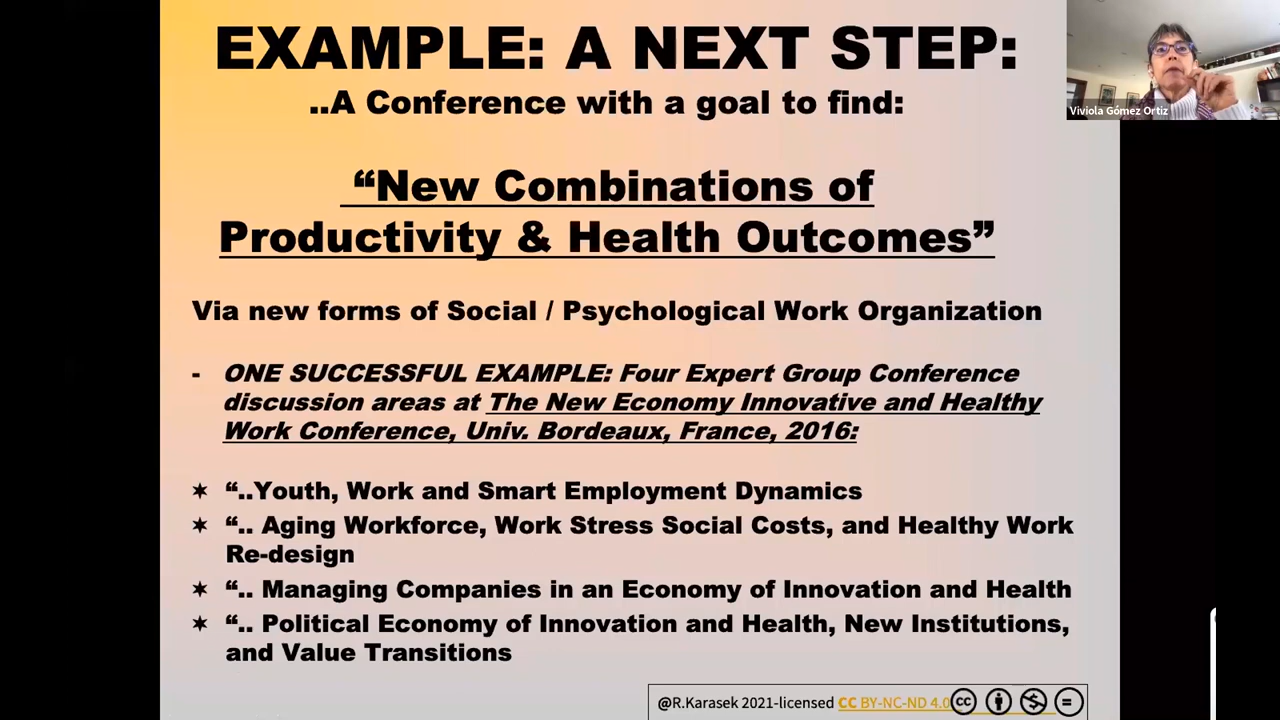 EXAMPLE: A NEXT STEP:
..A Conference with a goal to find:
“New Combinations of
Productivity & Health Outcomes”
Via new forms of Social / Psychological Work Organization
- ONE SUCCESSFUL EXAMPLE: Four Expert Group Conference
discussion areas at The New Economy Innovative and Healthy
Work Conference, Univ. Bordeaux, France, 2016:
✶ “..Youth, Work and Smart Employment Dynamics
✶ “.. Aging Workforce, Work Stress Social Costs, and Healthy Work
Re-design
✶ “.. Managing Companies in an Economy of Innovation and Health
✶ “.. Political Economy of Innovation and Health, New Institutions,
and Value Transitions
@R.Karasek 2021-licensed CC BY-NC-ND 4.0
Viviola Gómez Ortiz